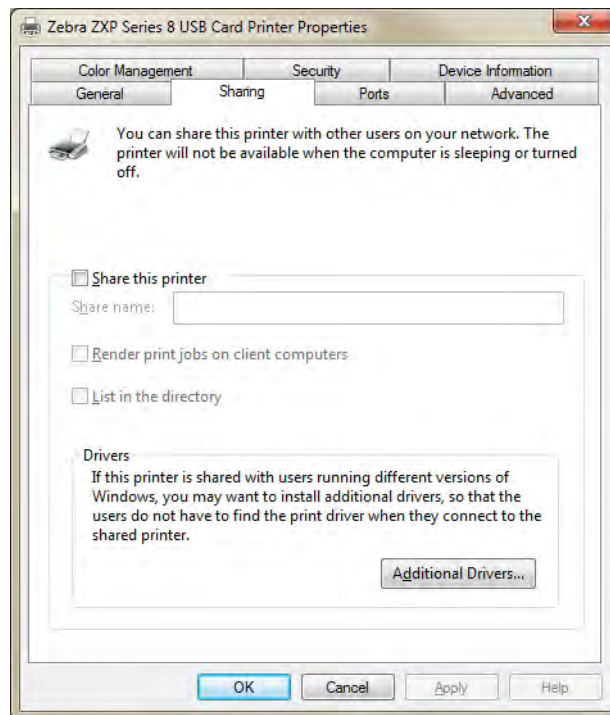 Zebra ZXP Series 8 USB Card Printer Properties
Color Management Security Device Information
General Sharing Ports Advanced
You can share this printer with other users on your network. The
printer will not be available when the computer is sleeping or turned
off.
Share this printer
Share name:
Render print jobs on client computers
List in the directory
Drivers
If this printer is shared with users running different versions of
Windows, you may want to install additional drivers, so that the
users do not have to find the print driver when they connect to the
shared printer.
Additional Drivers...
OK Cancel Apply Help